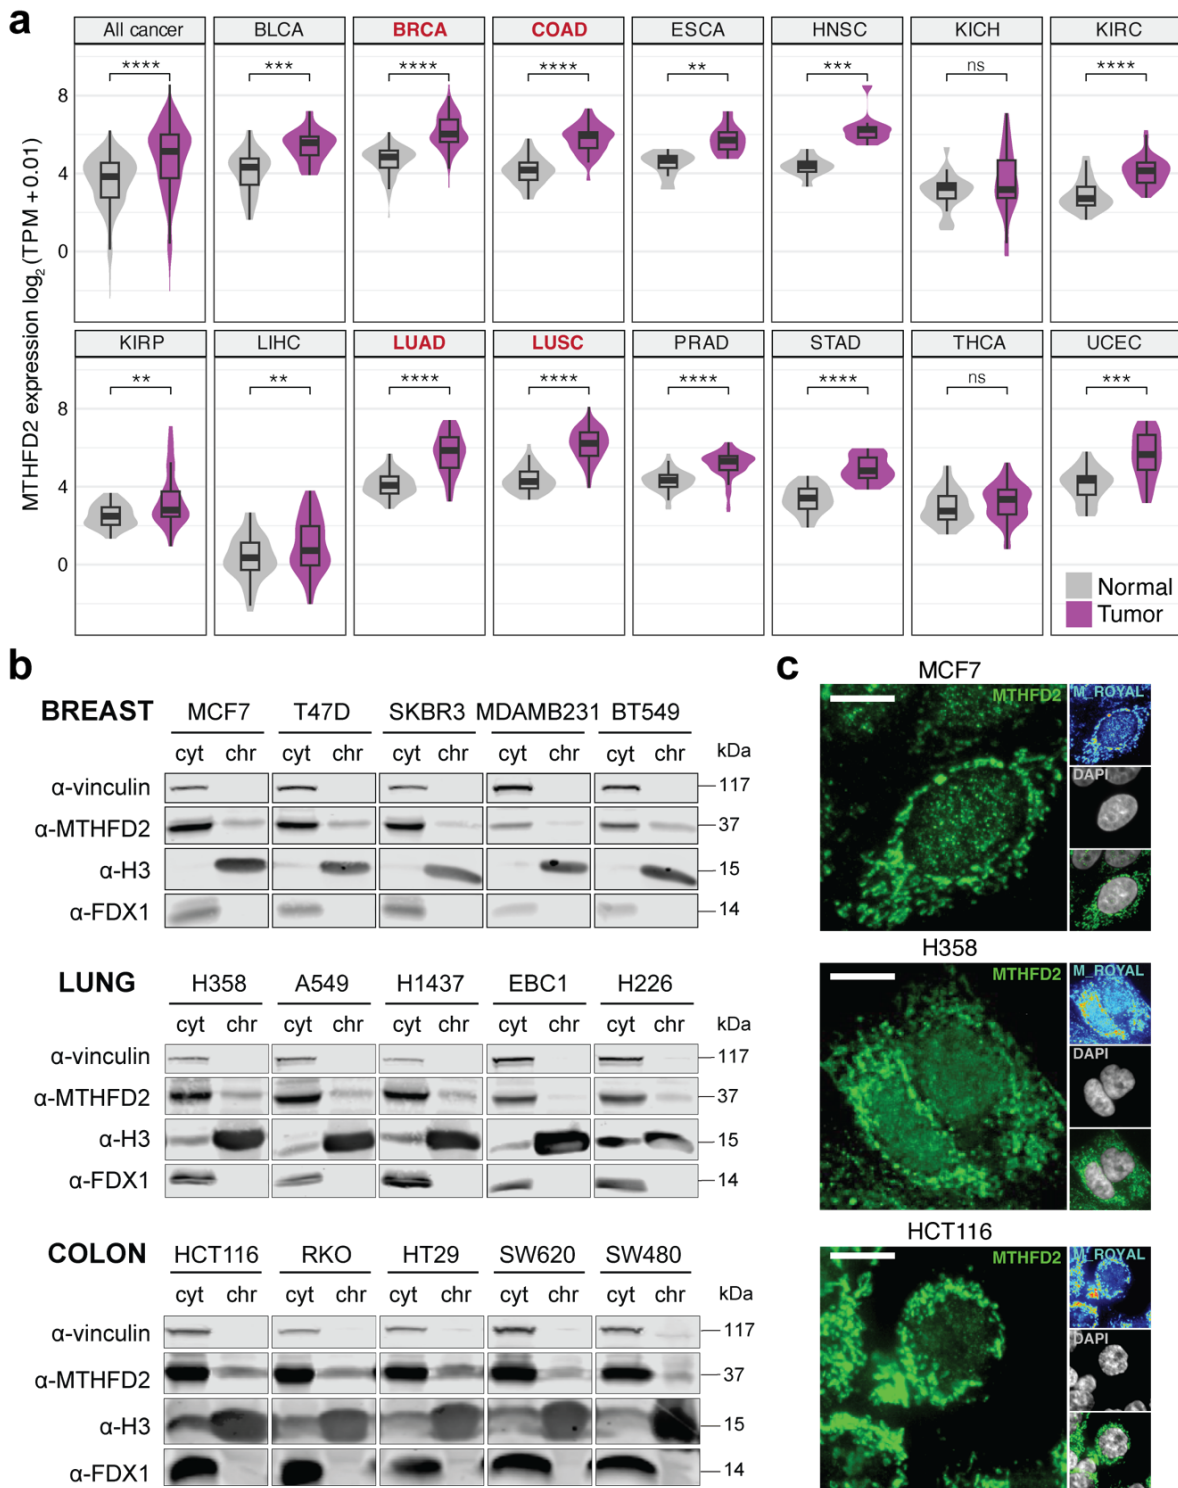 a
All cancer BLCA BRCA COAD ESCA HNSC KICH KIRC
**** *** **** **** ** *** ns ****
8
4
0
MTHFD2 expression log2 (TPM + 0.01)
KIRP LIHC LUAD LUSC PRAD STAD THCA UCEC
** ** **** **** **** **** ns ***
8
4
0
Normal
Tumor
b
BREAST MCF7 T47D SKBR3 MDAMB231 BT549
cyt chr cyt chr cyt chr cyt chr cyt chr kDa
α-vinculin 117
α-MTHFD2 37
α-H3 15
α-FDX1 14
LUNG H358 A549 H1437 EBC1 H226
cyt chr cyt chr cyt chr cyt chr cyt chr kDa
α-vinculin 117
α-MTHFD2 37
α-H3 15
α-FDX1 14
COLON HCT116 RKO HT29 SW620 SW480
cyt chr cyt chr cyt chr cyt chr cyt chr kDa
α-vinculin 117
α-MTHFD2 37
α-H3 15
α-FDX1 14
c
MCF7
MTHFD2 M_ROYAL
DAPI
H358
MTHFD2 M_ROYAL
DAPI
HCT116
MTHFD2 M_ROYAL
DAPI